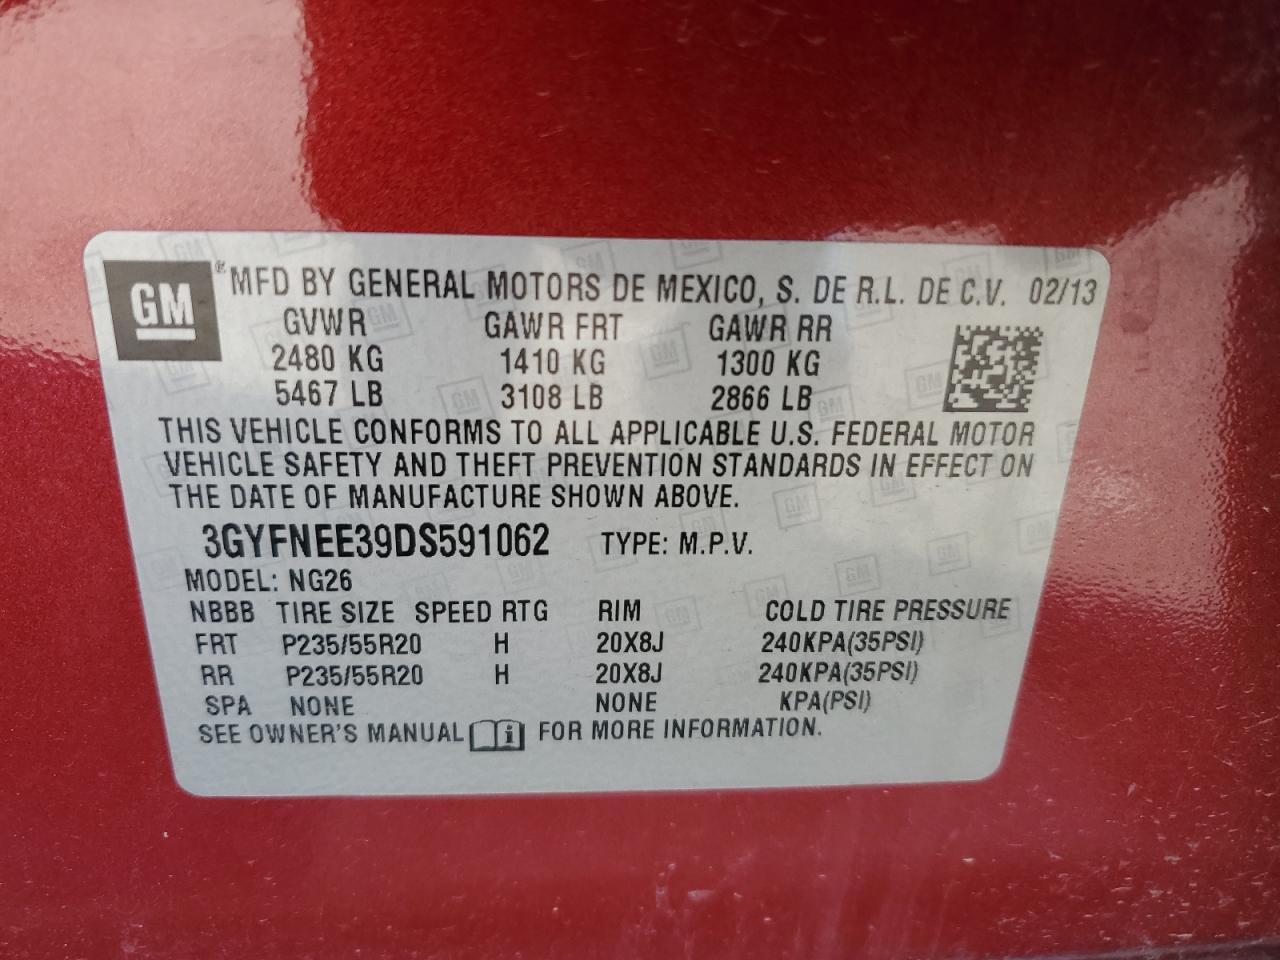 GM ® MFD BY GENERAL MOTORS DE MEXICO, S. DE R.L. DE C.V. 02/13
GVWR GAWR FRT GAWR RR
2480 KG 1410 KG 1300 KG
5467 LB 3108 LB 2866 LB
THIS VEHICLE CONFORMS TO ALL APPLICABLE U.S. FEDERAL MOTOR
VEHICLE SAFETY AND THEFT PREVENTION STANDARDS IN EFFECT ON
THE DATE OF MANUFACTURE SHOWN ABOVE.
3GYFNEE39DS591062 TYPE: M.P.V.
MODEL: NG26
NBBB TIRE SIZE SPEED RTG RIM COLD TIRE PRESSURE
FRT P235/55R20 H 20X8J 240KPA(35PSI)
RR P235/55R20 H 20X8J 240KPA(35PSI)
SPA NONE NONE KPA(PSI)
SEE OWNER'S MANUAL i FOR MORE INFORMATION.